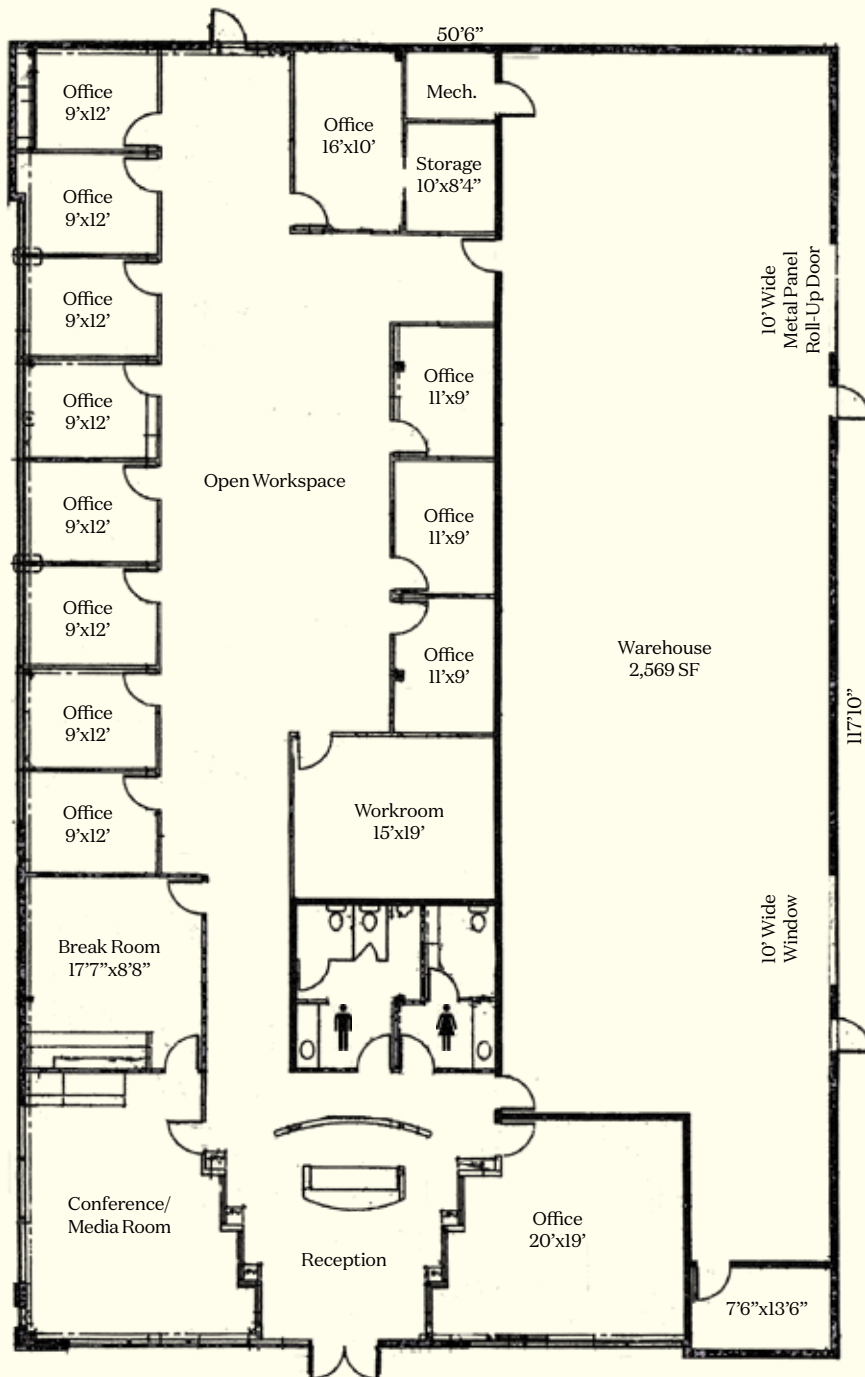 50’6”
Office
9’x12’
Office
16’x10’
Mech.
Storage
10’x8’4”
Office
9’x12’
Office
9’x12’
10’ Wide
Metal Panel
Roll-Up Door
Office
9’x12’
Office
11’x9’
Open Workspace
Office
9’x12’
Office
11’x9’
Office
9’x12’
Office
11’x9’
Warehouse
2,569 SF
117’10”
Office
9’x12’
Office
9’x12’
Workroom
15’x19’
Break Room
17’7”x8’8”
10’ Wide
Window
Conference/
Media Room
Reception
Office
20’x19’
7’6”x13’6”